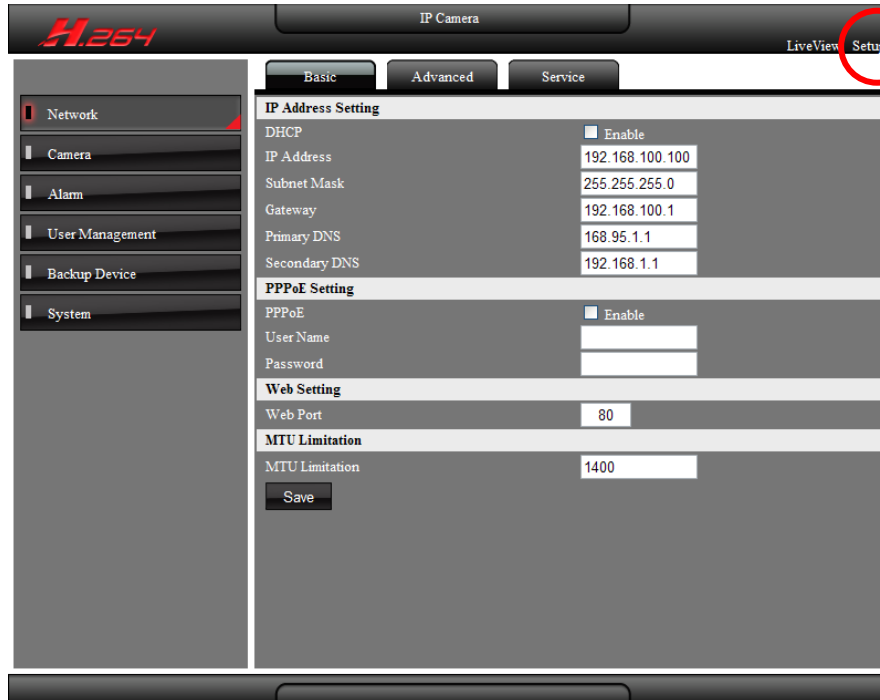 IP Camera
H.264
LiveView Setup
Basic Advanced Service
Network
Camera
Alarm
User Management
Backup Device
System
IP Address Setting
DHCP Enable
IP Address 192.168.100.100
Subnet Mask 255.255.255.0
Gateway 192.168.100.1
Primary DNS 168.95.1.1
Secondary DNS 192.168.1.1
PPPoE Setting
PPPoE Enable
User Name
Password
Web Setting
Web Port 80
MTU Limitation
MTU Limitation 1400
Save